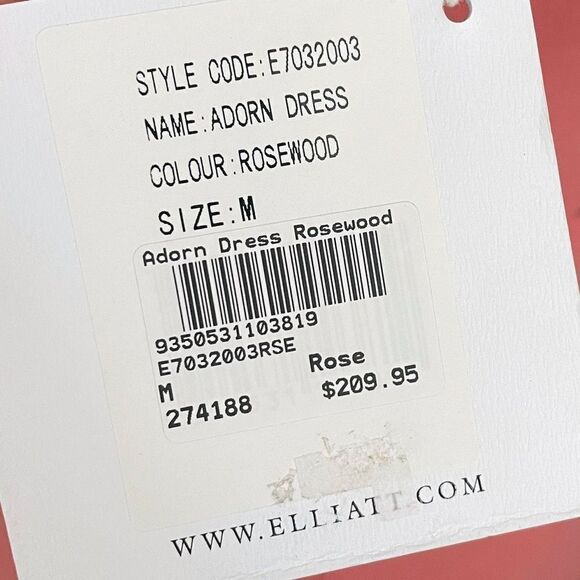 STYLE CODE:E7032003
NAME:ADORN DRESS
COLOUR:ROSEWOOD
SIZE:M
Adorn Dress Rosewood
9350531103819
E7032003RSE
M Rose
274188 $209.95
WWW.ELLIATT.COM